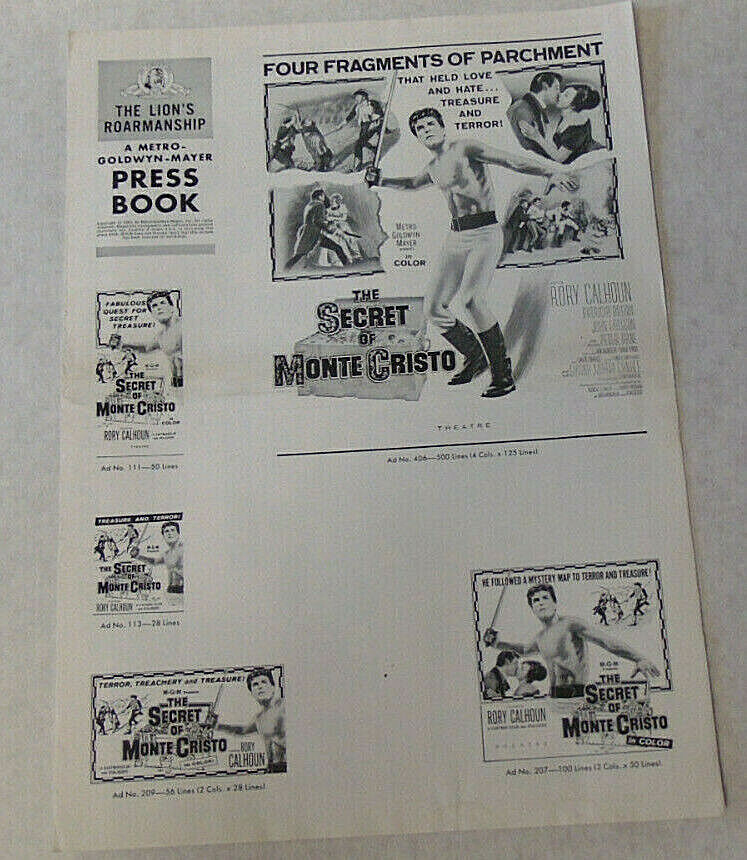 THE LION'S
ROARMANSHIP
A METRO-
GOLDWYN-MAYER
PRESS
BOOK
FOUR FRAGMENTS OF PARCHMENT
THAT HELD LOVE
AND HATE...
TREASURE
AND
TERROR!
METRO
GOLDWYN
MAYER
in
COLOR
THE
SECRET
OF
MONTE CRISTO
RORY CALHOUN
THEATRE
Ad No. 406—500 Lines (4 Cols. x 125 Lines)
FABULOUS
QUEST FOR
SECRET
TREASURE!
M-G-M
THE
SECRET
OF
MONTE CRISTO
in COLOR
RORY CALHOUN
Ad No. 111—50 Lines
TREASURE AND TERROR!
M-G-M
THE
SECRET
OF
MONTE CRISTO
RORY CALHOUN
Ad No. 113—28 Lines
TERROR, TREACHERY and TREASURE!
M-G-M Presents
THE
SECRET
OF
MONTE CRISTO
RORY
CALHOUN
Ad No. 209—56 Lines (2 Cols. x 28 Lines)
HE FOLLOWED A MYSTERY MAP TO TERROR AND TREASURE!
M-G-M
Presents
THE
SECRET
OF
MONTE CRISTO
in COLOR
RORY CALHOUN
THEATRE
Ad No. 207—100 Lines (2 Cols. x 50 Lines)